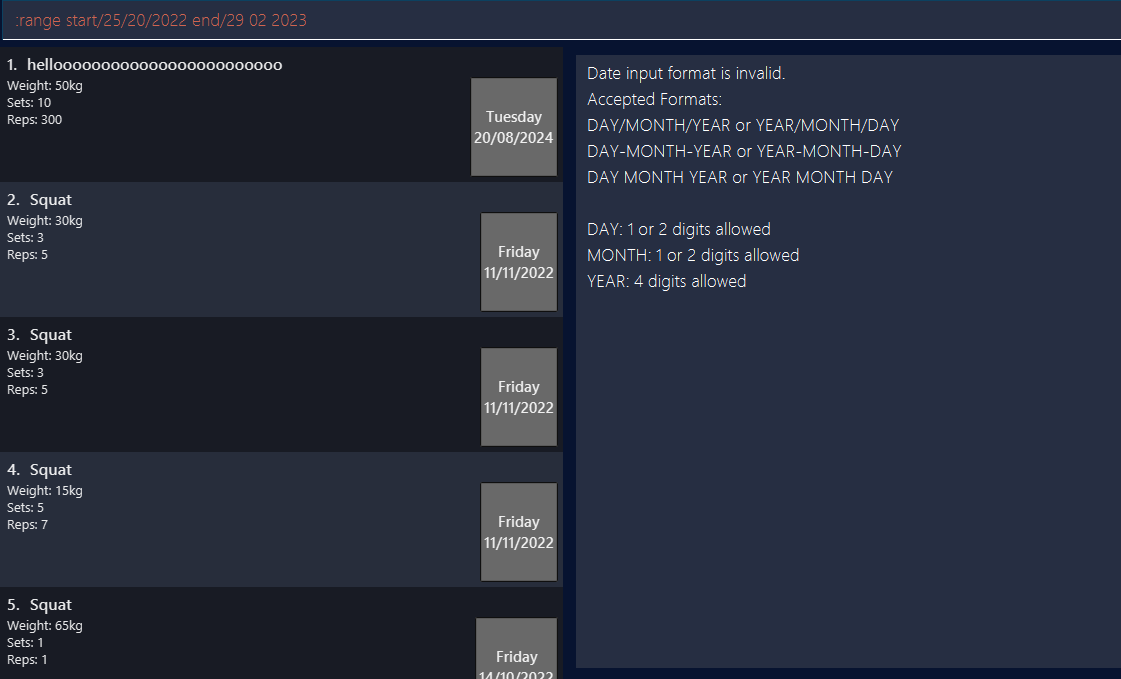 :range start/25/20/2022 end/29 02 2023
1. hellooooooooooooooooooooooooo
Weight: 50kg
Sets: 10
Reps: 300
Tuesday
20/08/2024
2. Squat
Weight: 30kg
Sets: 3
Reps: 5
Friday
11/11/2022
3. Squat
Weight: 30kg
Sets: 3
Reps: 5
Friday
11/11/2022
4. Squat
Weight: 15kg
Sets: 5
Reps: 7
Friday
11/11/2022
5. Squat
Weight: 65kg
Sets: 1
Reps: 1
Friday
14/10/2022
Date input format is invalid.
Accepted Formats:
DAY/MONTH/YEAR or YEAR/MONTH/DAY
DAY-MONTH-YEAR or YEAR-MONTH-DAY
DAY MONTH YEAR or YEAR MONTH DAY
DAY: 1 or 2 digits allowed
MONTH: 1 or 2 digits allowed
YEAR: 4 digits allowed